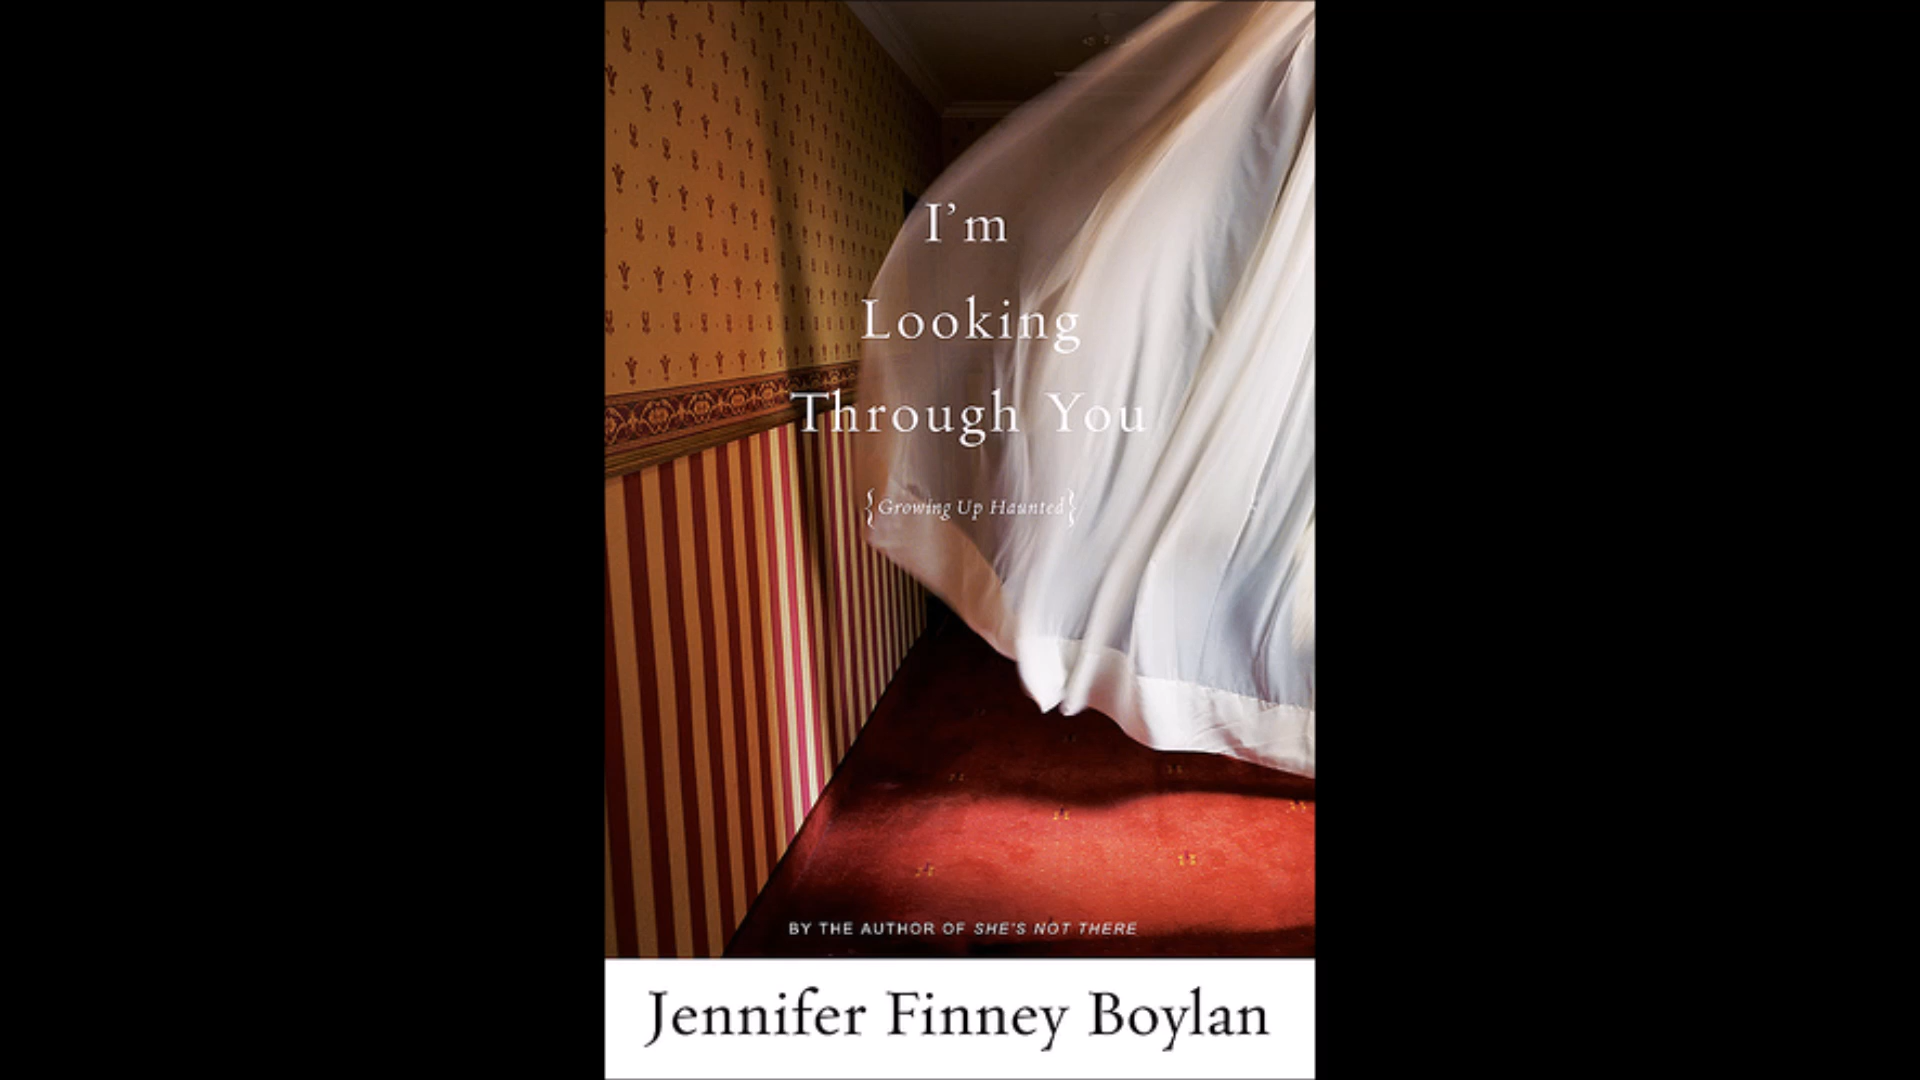 I'm
Looking
Through You
{Growing Up Haunted}
BY THE AUTHOR OF SHE'S NOT THERE
Jennifer Finney Boylan